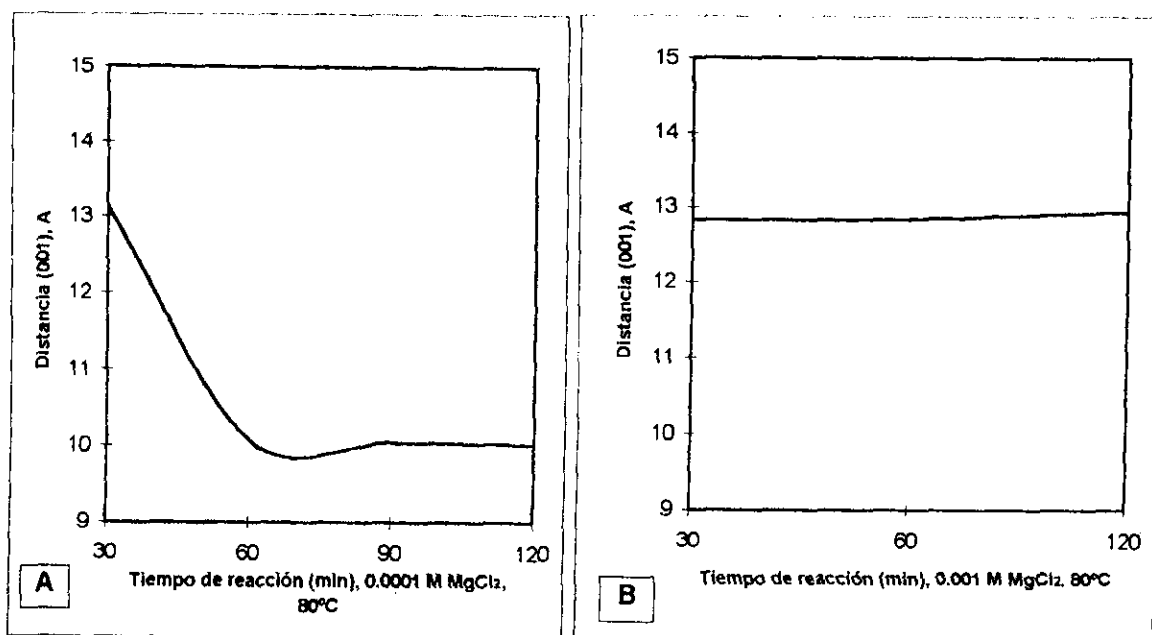 15
14
13
12
11
10
9
Distancia (001), A
30 60 90 120
Tiempo de reacción (min), 0.0001 M MgCl₂,
80ºC
A
15
14
13
12
11
10
9
Distancia (001), A
30 60 120
Tiempo de reacción (min), 0.001 M MgCl₂, 80ºC
B